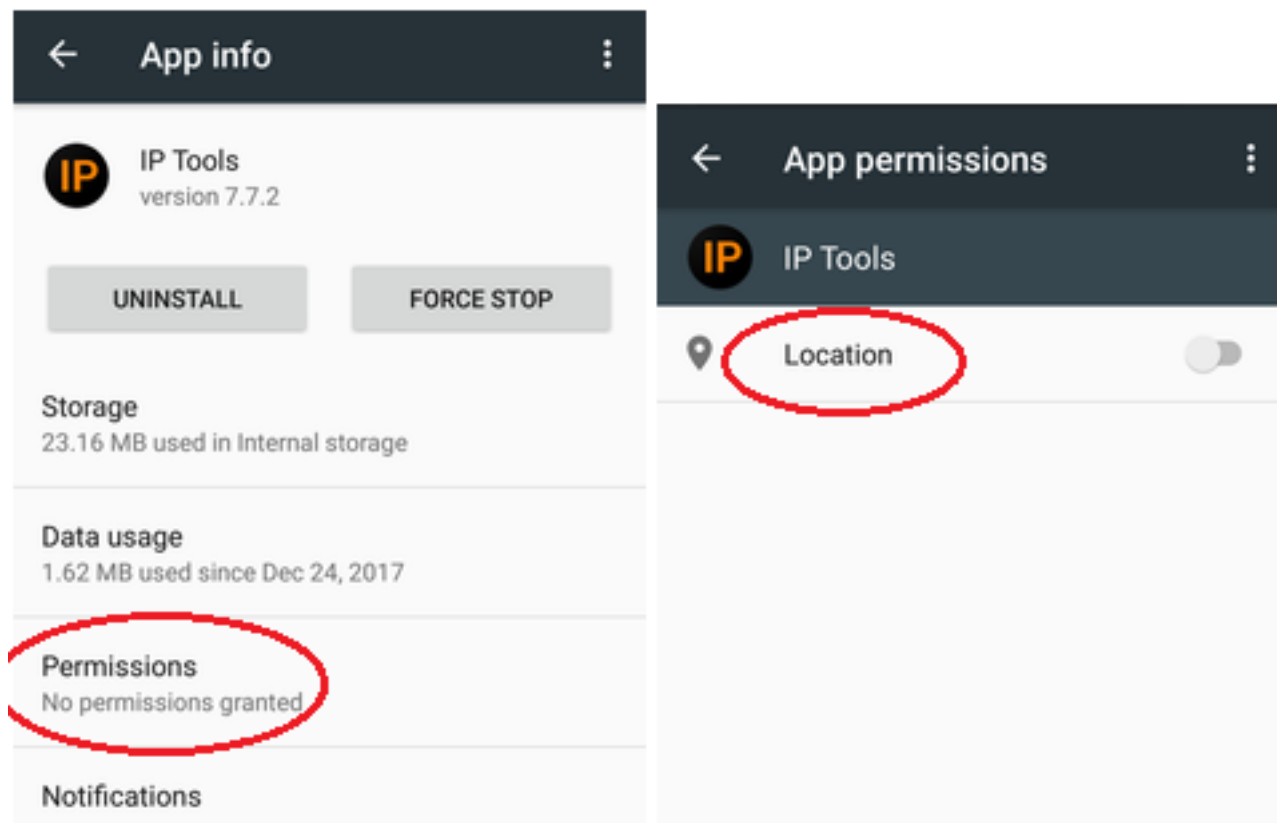 App info
IP
IP Tools
version 7.7.2
UNINSTALL
FORCE STOP
Storage
23.16 MB used in Internal storage
Data usage
1.62 MB used since Dec 24, 2017
Permissions
No permissions granted
Notifications
App permissions
IP
IP Tools
Location